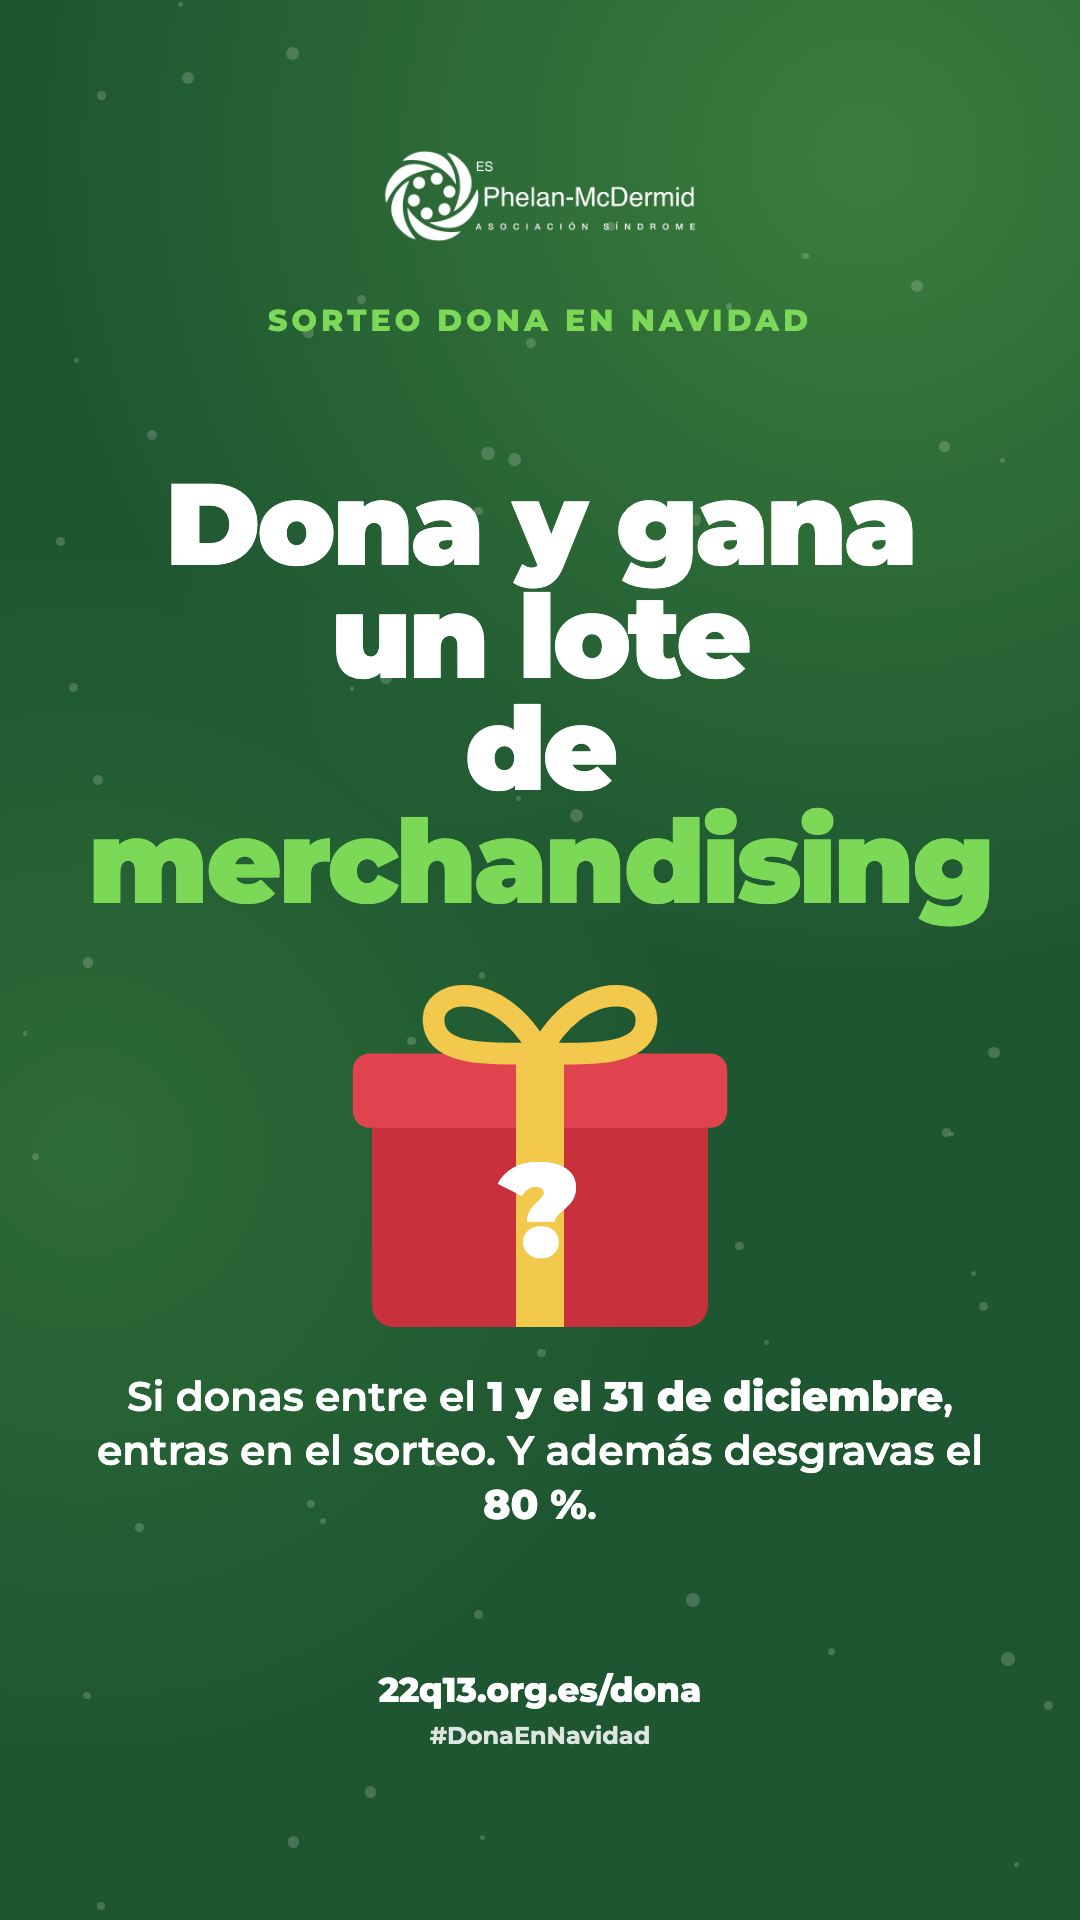 ES
Phelan-McDermid
ASOCIACIÓN SÍNDROME
SORTEO DONA EN NAVIDAD
Dona y gana
un lote
de
merchandising
?
Si donas entre el 1 y el 31 de diciembre,
entras en el sorteo. Y además desgravas el
80 %.
22q13.org.es/dona
#DonaEnNavidad